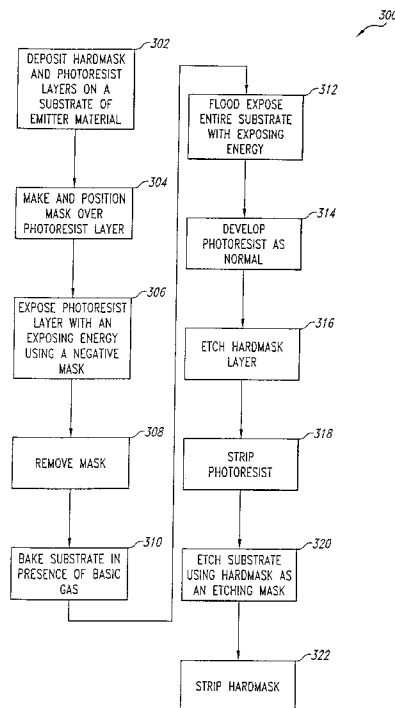 300
302
DEPOSIT HARDMASK
AND PHOTORESIST
LAYERS ON A
SUBSTRATE OF
EMITTER MATERIAL
304
MAKE AND POSITION
MASK OVER
PHOTORESIST LAYER
306
EXPOSE PHOTORESIST
LAYER WITH AN
EXPOSING ENERGY
USING A NEGATIVE
MASK
308
REMOVE MASK
310
BAKE SUBSTRATE IN
PRESENCE OF BASIC
GAS
312
FLOOD EXPOSE
ENTIRE SUBSTRATE
WITH EXPOSING
ENERGY
314
DEVELOP
PHOTORESIST AS
NORMAL
316
ETCH HARDMASK
LAYER
318
STRIP
PHOTORESIST
320
ETCH SUBSTRATE
USING HARDMASK AS
AN ETCHING MASK
322
STRIP HARDMASK